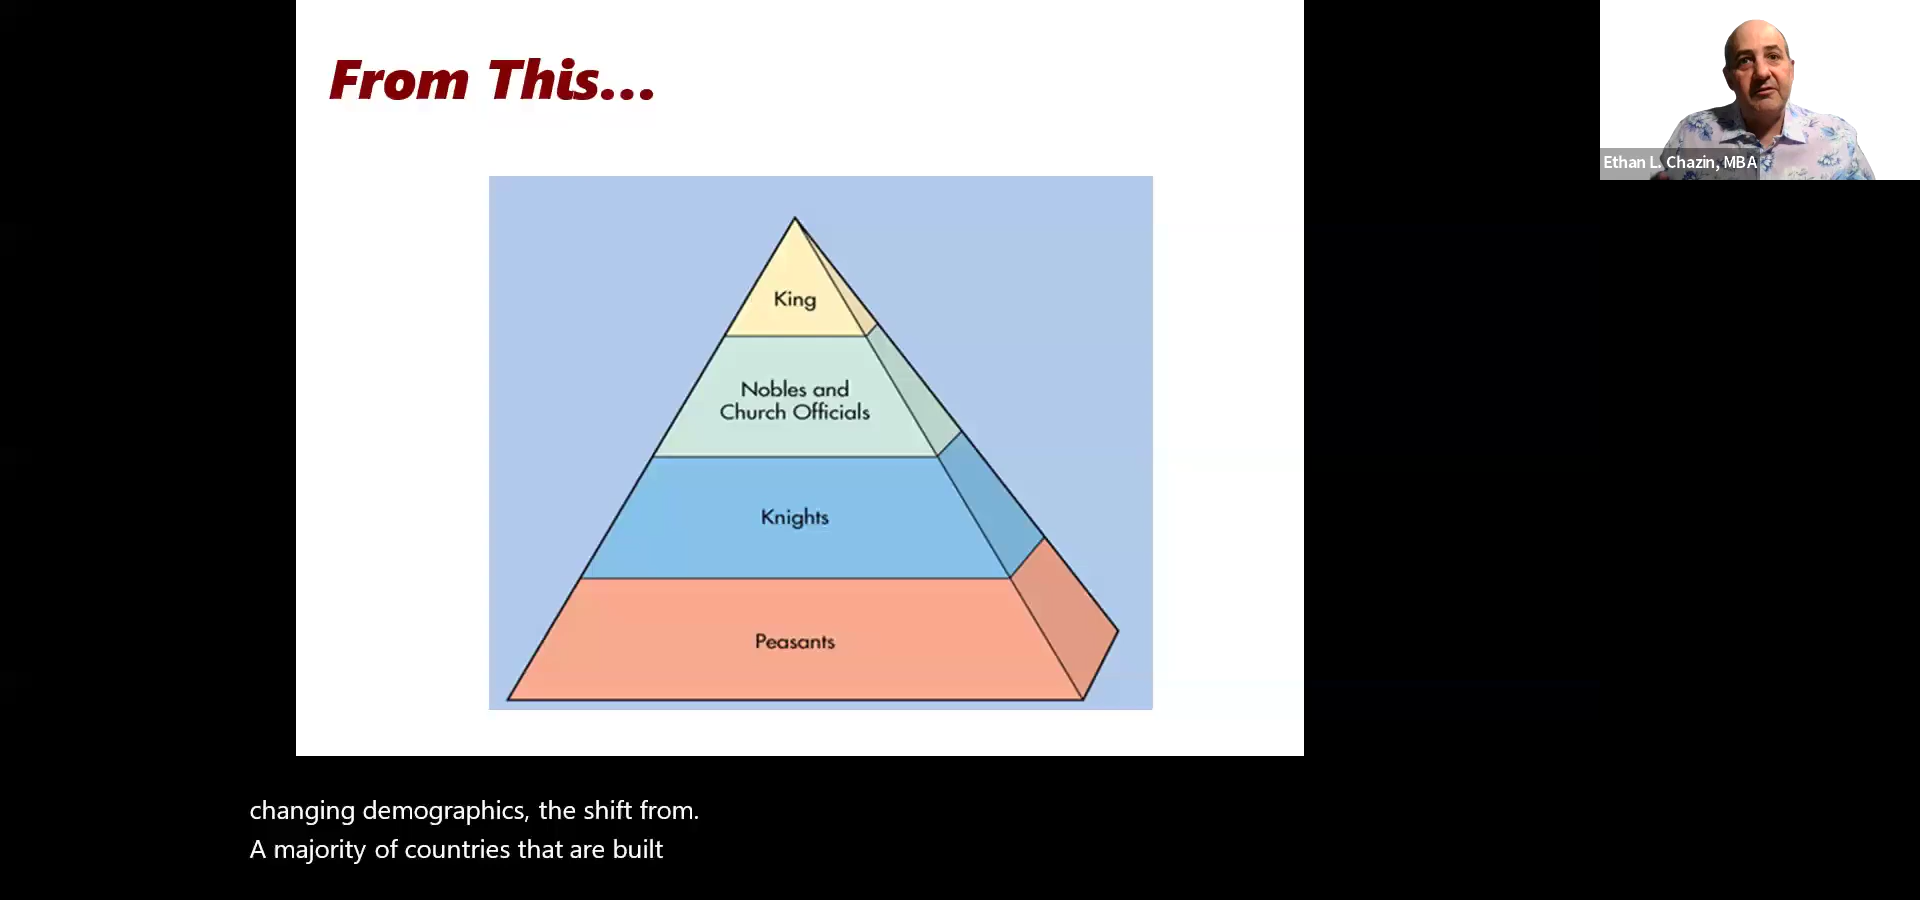 From This...
Ethan L. Chazin, MBA
King
Nobles and
Church Officials
Knights
Peasants
changing demographics, the shift from.
A majority of countries that are built